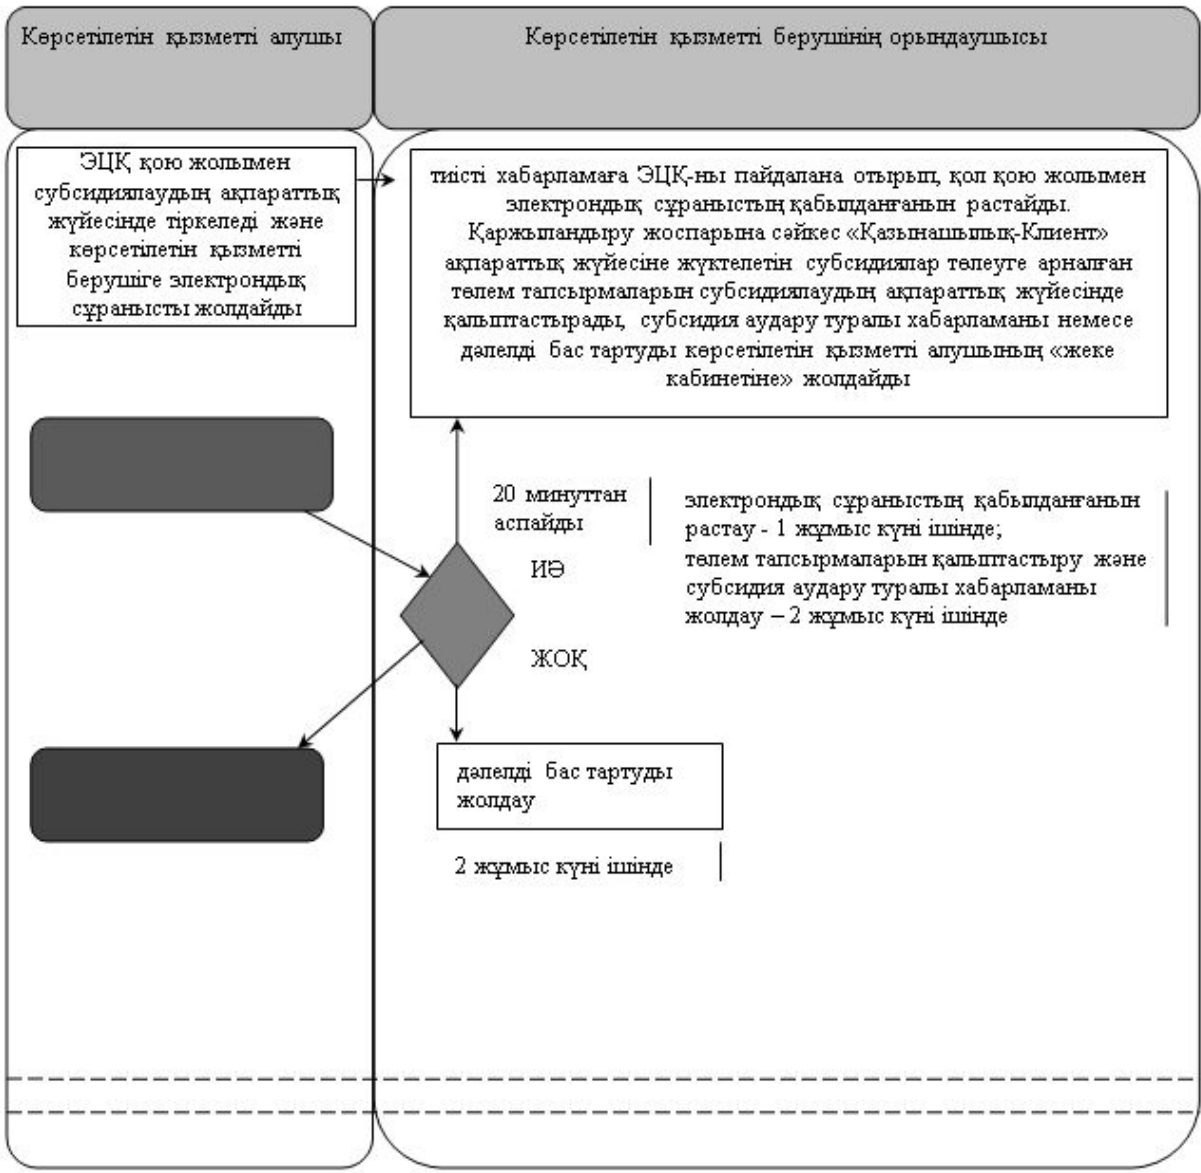 Көрсетілетін қызметті алушы
Көрсетілетін қызметті берушінің орындаушысы
ЭЦҚ қою жолымен
субсидиялаудың ақпараттық
жүйесінде тіркеледі және
көрсетілетін қызметті
берушіге электрондық
сұранысты жолдайды
тиісті хабарламаға ЭЦҚ-ны пайдалана отырып, қол қою жолымен
электрондық сұраныстың қабылданғанын растайды.
Қаржыландыру жоспарына сәйкес «Қазынашылық-Клиент»
ақпараттық жүйесіне жүктелетін субсидиялар төлеуге арналған
төлем тапсырмаларын субсидиялаудың ақпараттық жүйесінде
қалыптастырады, субсидия аудару туралы хабарламаны немесе
дәлелді бас тартуды көрсетілетін қызметті алушының «жеке
кабинетіне» жолдайды
20 минуттан
аспайды
ИӘ
электрондық сұраныстың қабылданғанын
растау - 1 жұмыс күні ішінде;
төлем тапсырмаларын қалыптастыру және
субсидия аудару туралы хабарламаны
жолдау – 2 жұмыс күні ішінде
ЖОҚ
дәлелді бас тартуды
жолдау
2 жұмыс күні ішінде